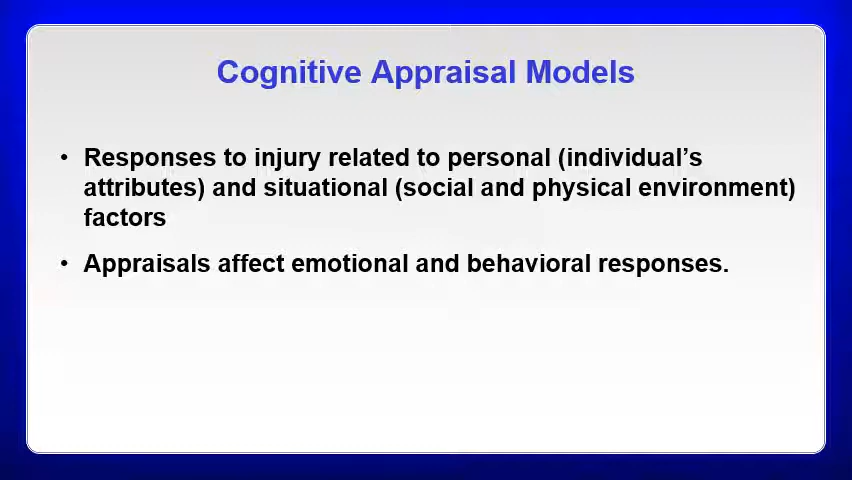 Cognitive Appraisal Models
• Responses to injury related to personal (individual’s
attributes) and situational (social and physical environment)
factors
• Appraisals affect emotional and behavioral responses.